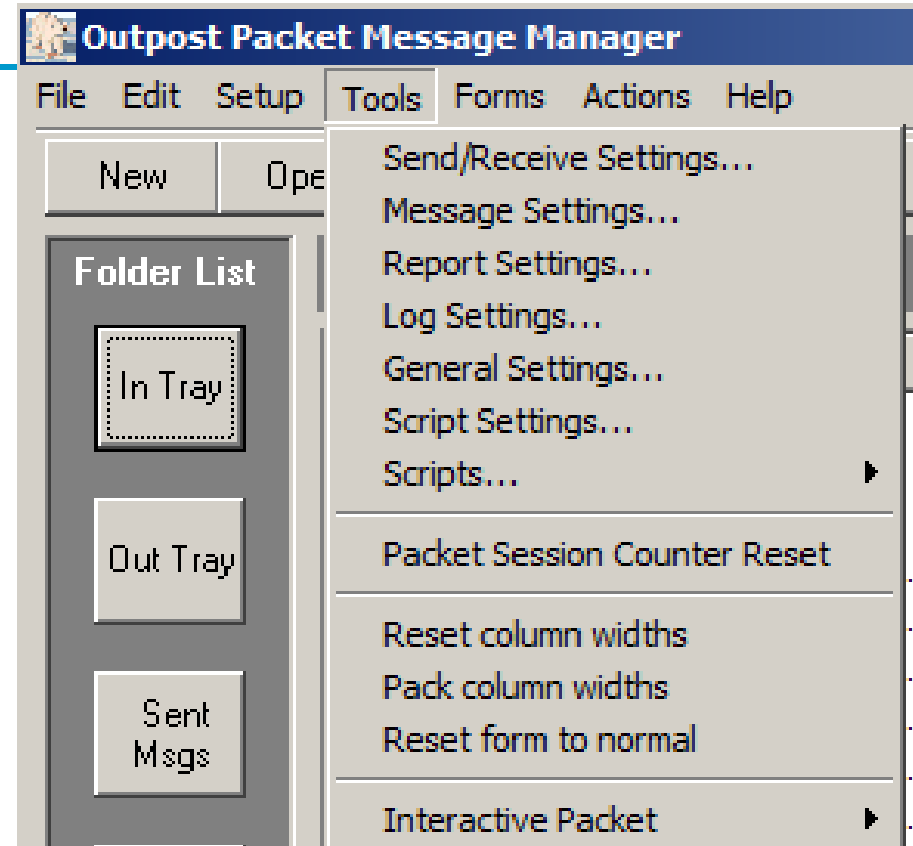 Outpost Packet Message Manager
File Edit Setup Tools Forms Actions Help
New Ope
Folder List
In Tray
Out Tray
Sent
Msgs
Send/Receive Settings...
Message Settings...
Report Settings...
Log Settings...
General Settings...
Script Settings...
Scripts...
Packet Session Counter Reset
Reset column widths
Pack column widths
Reset form to normal
Interactive Packet